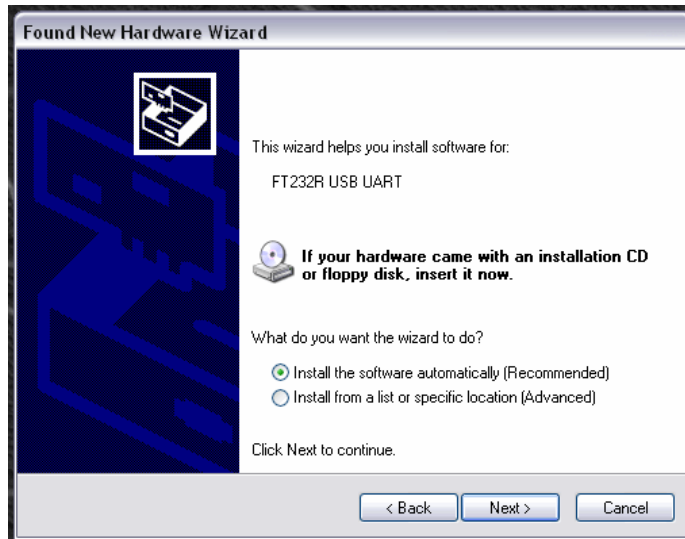 Found New Hardware Wizard
This wizard helps you install software for:
FT232R USB UART
If your hardware came with an installation CD
or floppy disk, insert it now.
What do you want the wizard to do?
Install the software automatically (Recommended)
Install from a list or specific location (Advanced)
Click Next to continue.
< Back Next > Cancel